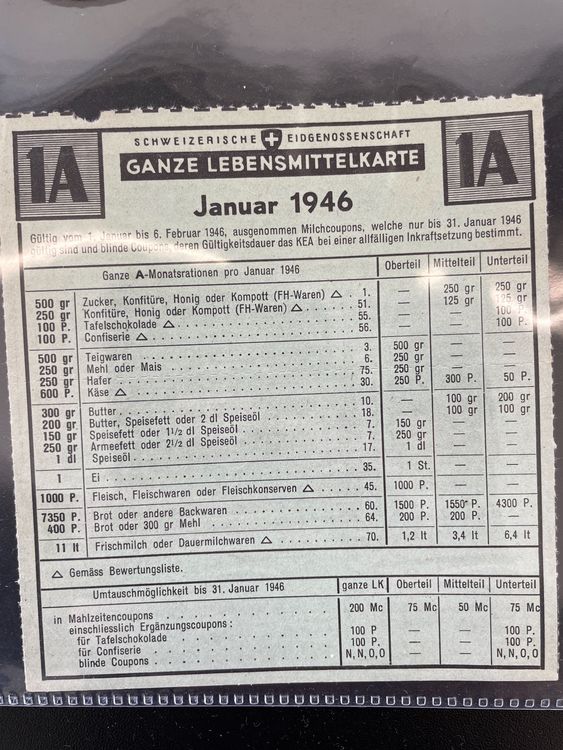 1A SCHWEIZERISCHE EIDGENOSSENSCHAFT 1A
GANZE LEBENSMITTELKARTE
Januar 1946
Gültig vom 1. Januar bis 6. Februar 1946, ausgenommen Milchcoupons, welche nur bis 31. Januar 1946
gültig sind und blinde Coupons, deren Gültigkeitsdauer das KEA bei einer allfälligen Inkraftsetzung bestimmt.
Ganze A-Monatsrationen pro Januar 1946 Oberteil Mittelteil Unterteil
500 gr Zucker, Konfitüre, Honig oder Kompott (FH-Waren) △ . 1. — 250 gr 250 gr
250 gr Konfitüre, Honig oder Kompott (FH-Waren) △ . . . . . 51. — 125 gr 125 gr
100 P. Tafelschokolade △ . . . . . . . . . . 55. — — 100 P.
100 P. Confiserie △ . . . . . . . . . . 56. — — 100 P.
500 gr Teigwaren . . . . . . . . . . 3. 500 gr — —
250 gr Mehl oder Mais . . . . . . . . . . 6. 250 gr — —
250 gr Hafer . . . . . . . . . . 75. 250 gr — —
600 P. Käse △ . . . . . . . . . . 30. 250 P. 300 P. 50 P.
300 gr Butter . . . . . . . . . . 10. — 100 gr 200 gr
200 gr Butter, Speisefett oder 2 dl Speiseöl . . . . . 18. — 100 gr 100 gr
150 gr Speisefett oder 1½ dl Speiseöl . . . . . 7. 150 gr — —
250 gr Armeefett oder 2½ dl Speiseöl . . . . . 7. 250 gr — —
1 dl Speiseöl . . . . . . . . . . 17. 1 dl — —
1 Ei . . . . . . . . . . 35. 1 St. — —
1000 P. Fleisch, Fleischwaren oder Fleischkonserven △ . . . 45. 1000 P. — —
7350 P. Brot oder andere Backwaren . . . . . 60. 1500 P. 1550 P. 4300 P.
400 P. Brot oder 300 gr Mehl . . . . . 64. 200 P. 200 P. —
11 lt Frischmilch oder Dauermilchwaren △ . . . . . 70. 1,2 lt 3,4 lt 6,4 lt
△ Gemäss Bewertungsliste.
Umtauschmöglichkeit bis 31. Januar 1946 ganze LK Oberteil Mittelteil Unterteil
in Mahlzeitencoupons . . . . . 200 Mc 75 Mc 50 Mc 75 Mc
einschliesslich Ergänzungscoupons :
für Tafelschokolade . . . . . 100 P — — 100 P.
für Confiserie . . . . . 100 P. — — 100 P.
blinde Coupons . . . . . N, N, O, O — — N, N, O, O